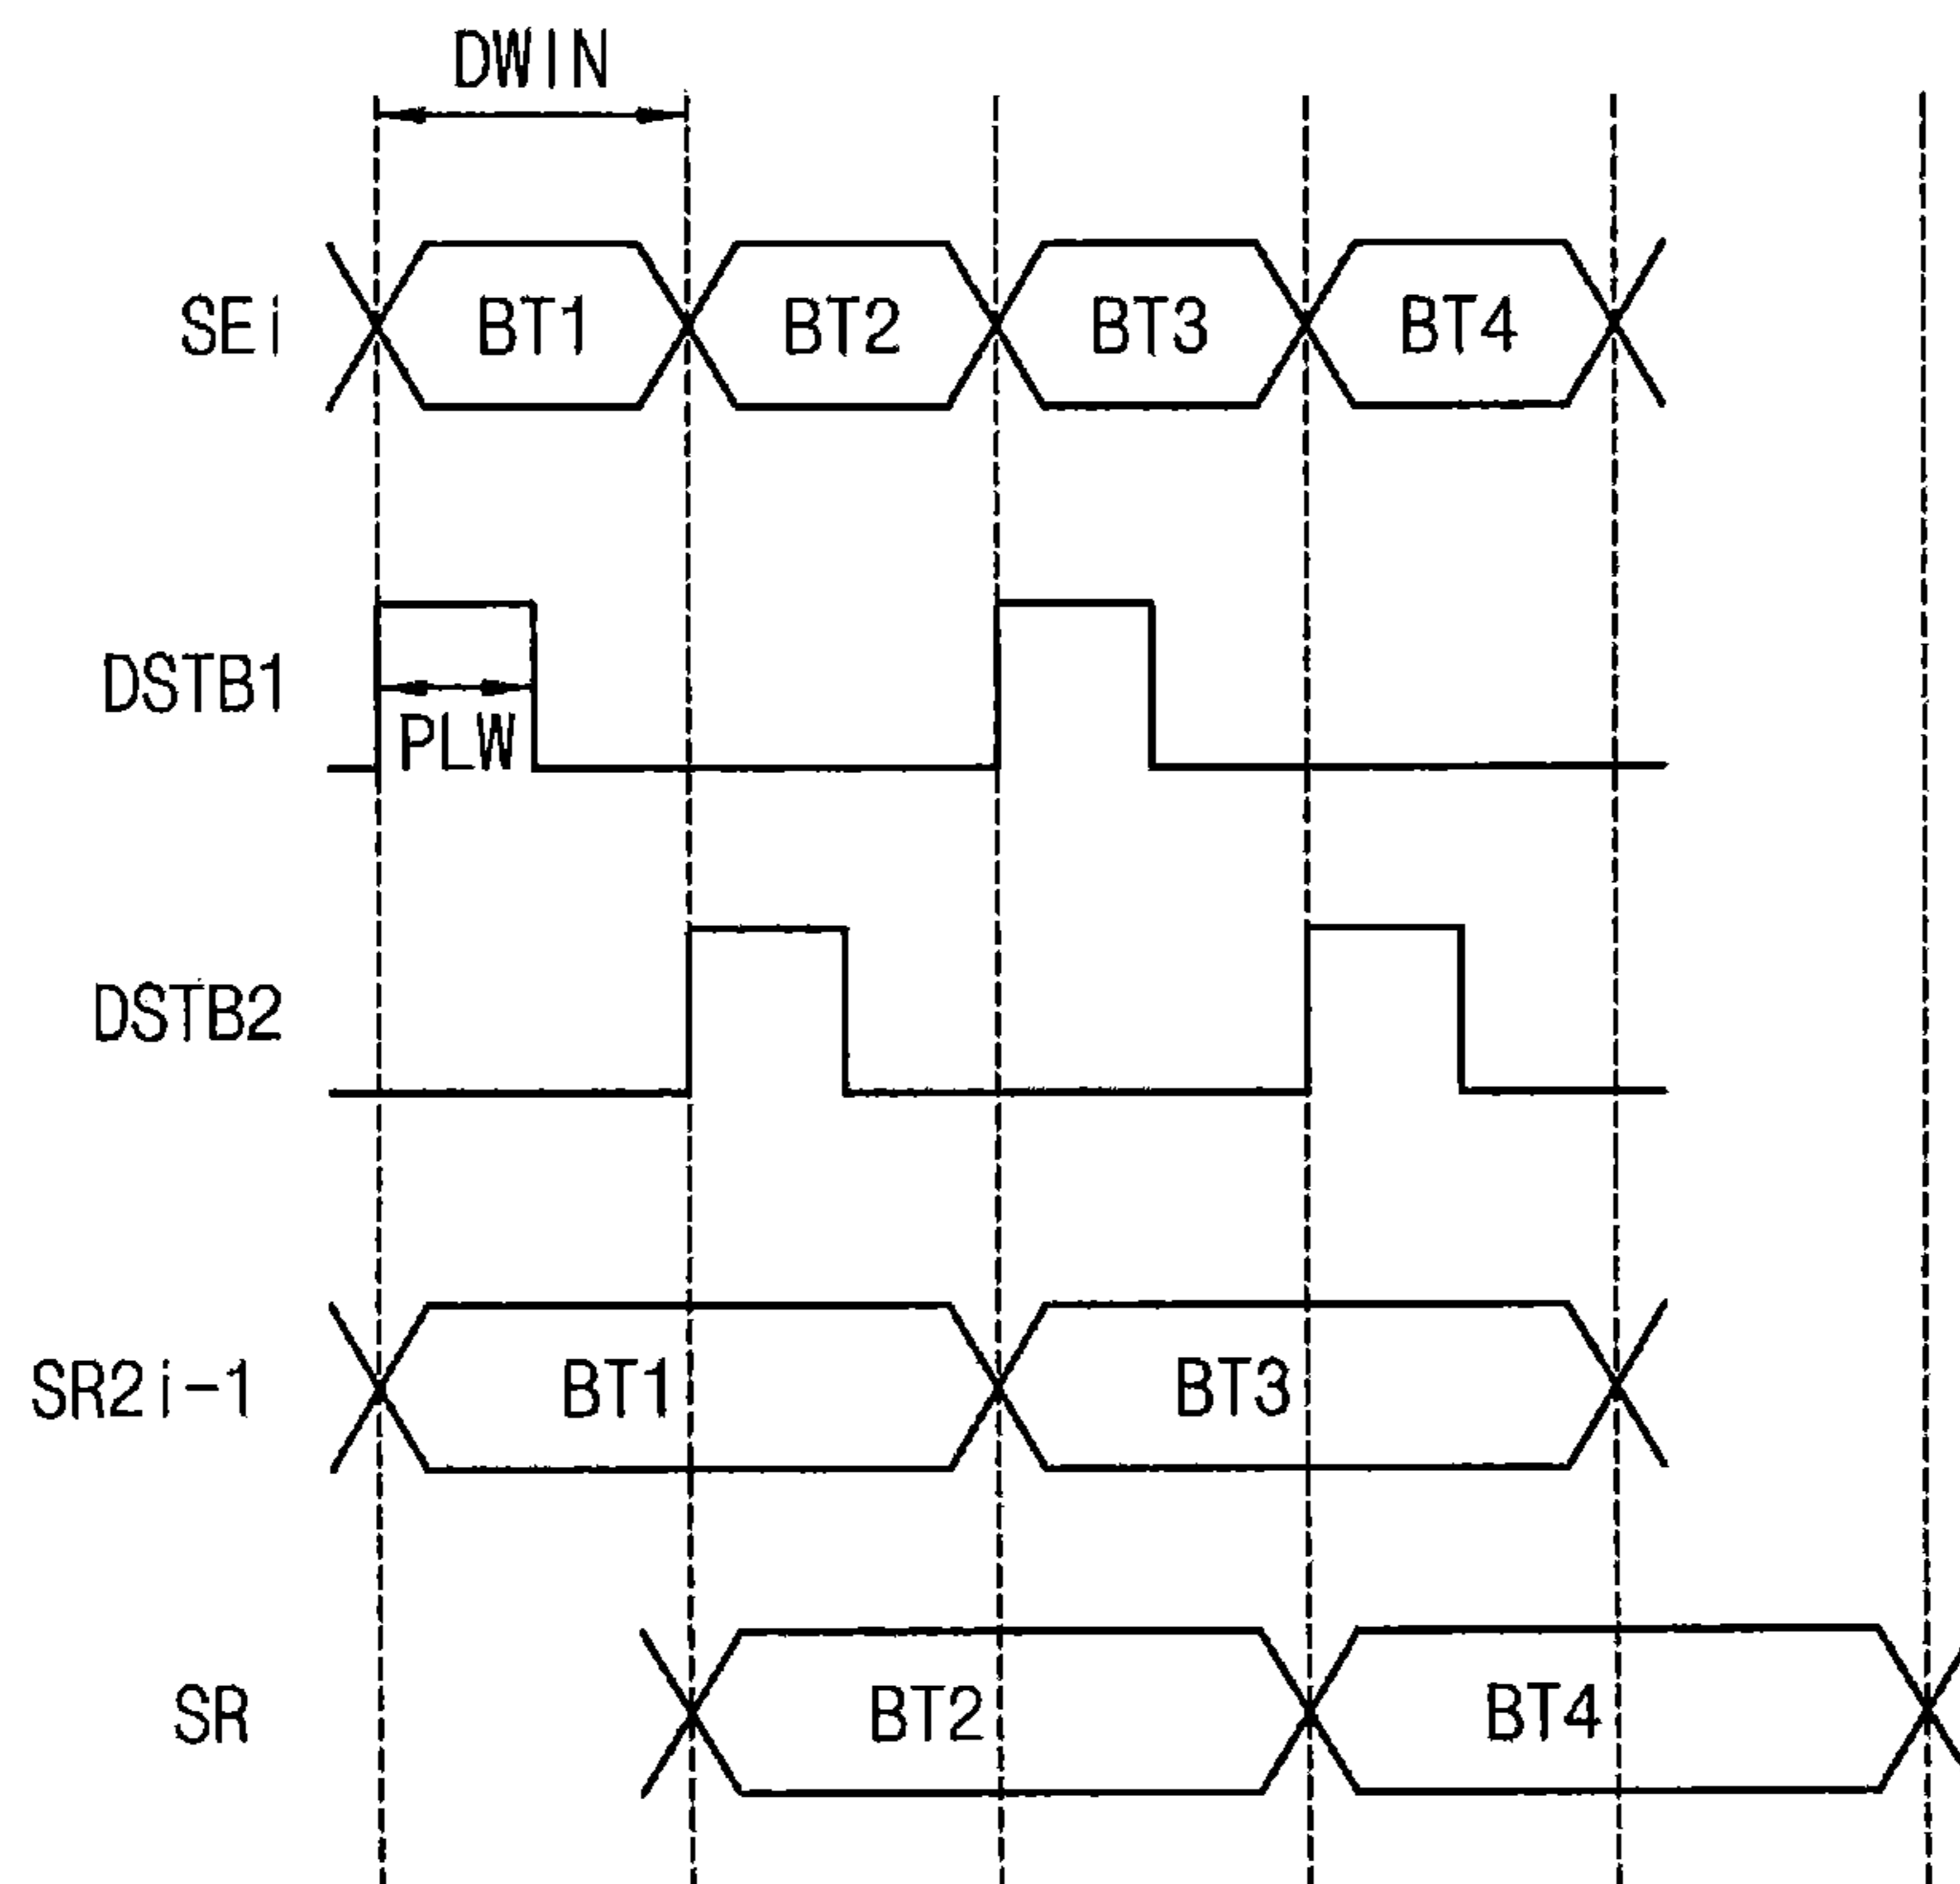 DWIN
SEi BT1 BT2 BT3 BT4
DSTB1
PLW
DSTB2
SR2i-1 BT1 BT3
SR BT2 BT4